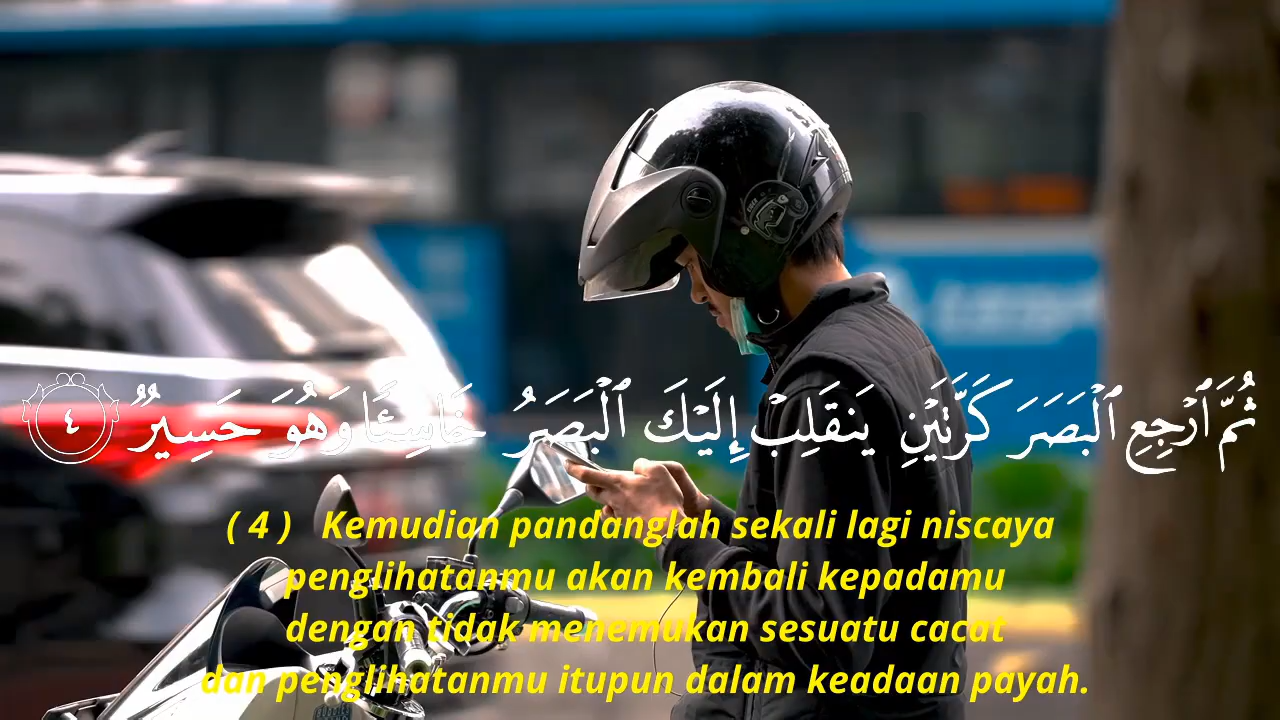 ثُمَّ ٱرْجِعِ ٱلْبَصَرَ كَرَّتَيْنِ يَنقَلِبْ إِلَيْكَ ٱلْبَصَرُ خَاسِئًا وَهُوَ حَسِيرٌ ٤
( 4 ) Kemudian pandanglah sekali lagi niscaya
penglihatanmu akan kembali kepadamu
dengan tidak menemukan sesuatu cacat
dan penglihatanmu itupun dalam keadaan payah.